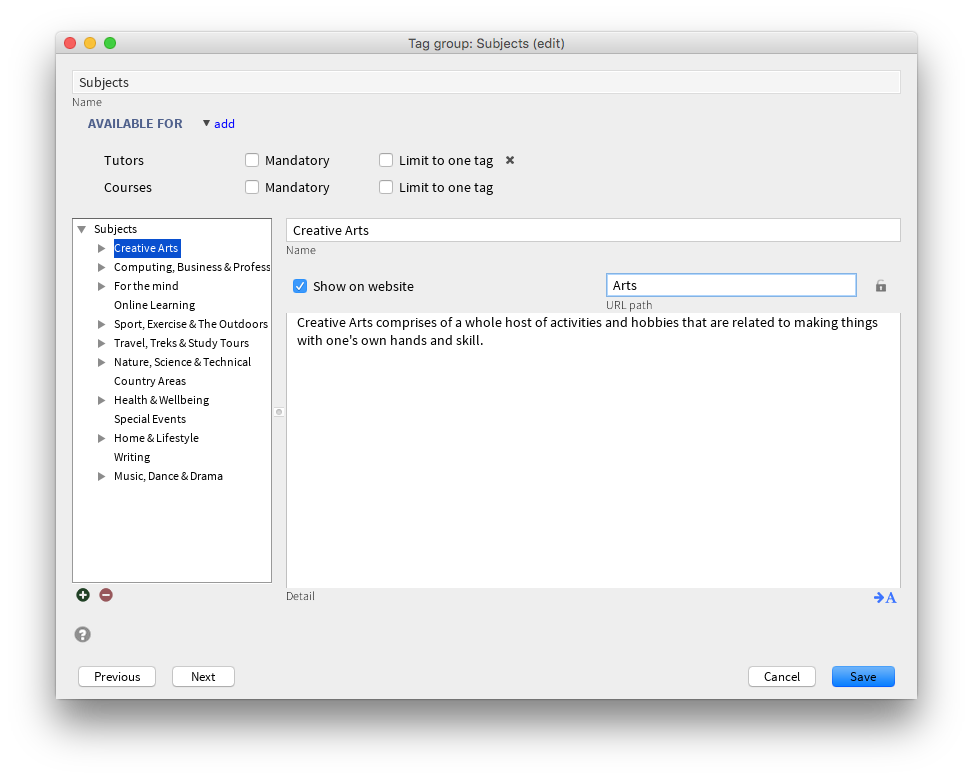 Tag group: Subjects (edit)
Subjects
Name
AVAILABLE FOR ▼ add
Tutors Mandatory Limit to one tag ✖
Courses Mandatory Limit to one tag
Subjects
Creative Arts
Computing, Business & Profess
For the mind
Online Learning
Sport, Exercise & The Outdoors
Travel, Treks & Study Tours
Nature, Science & Technical
Country Areas
Health & Wellbeing
Special Events
Home & Lifestyle
Writing
Music, Dance & Drama
Creative Arts
Name
Show on website Arts
URL path
Creative Arts comprises of a whole host of activities and hobbies that are related to making things
with one's own hands and skill.
Detail
A
?
Previous Next Cancel Save